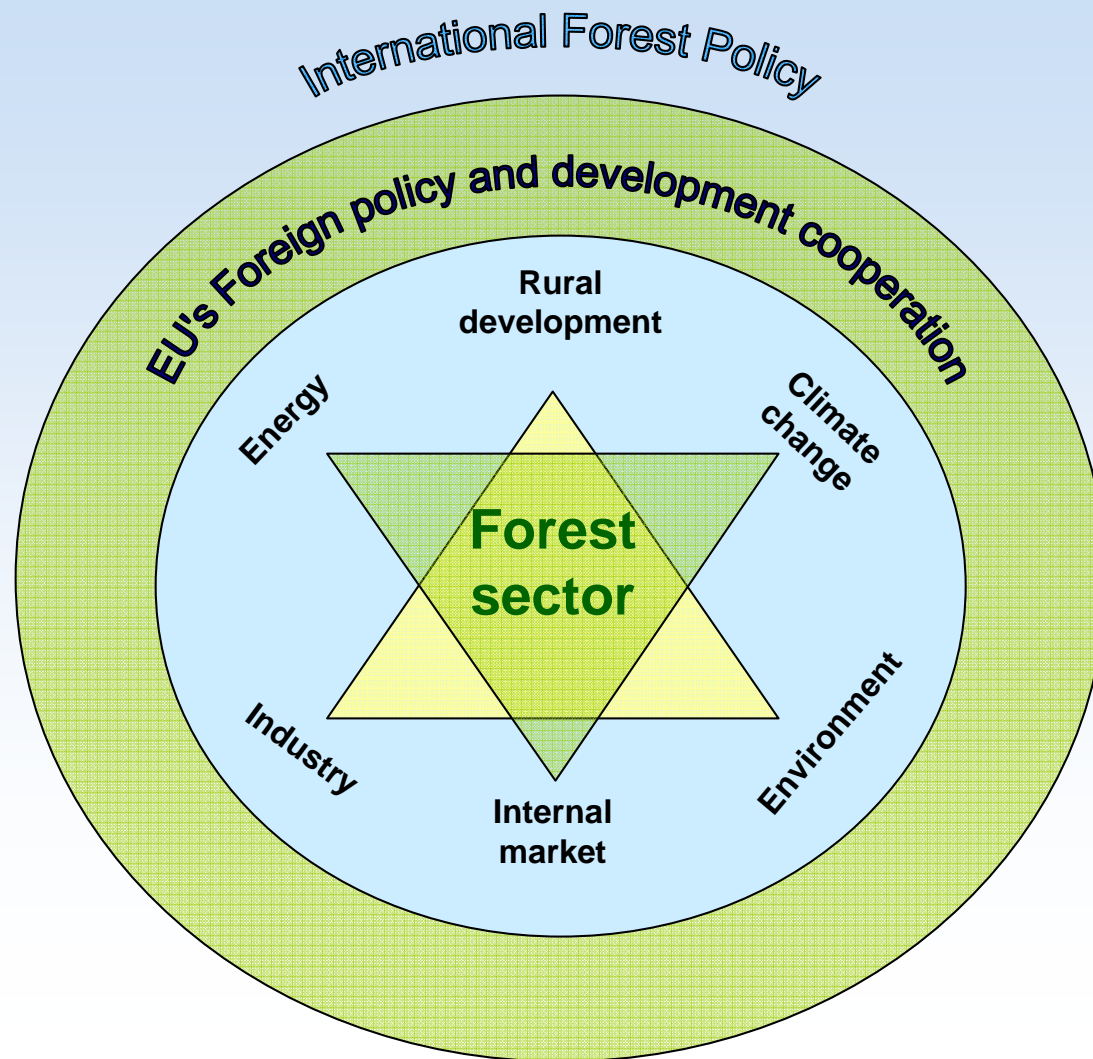 International Forest Policy
EU's Foreign policy and development cooperation
Rural
development
Energy
Climate
change
Forest
sector
Industry
Environment
Internal
market